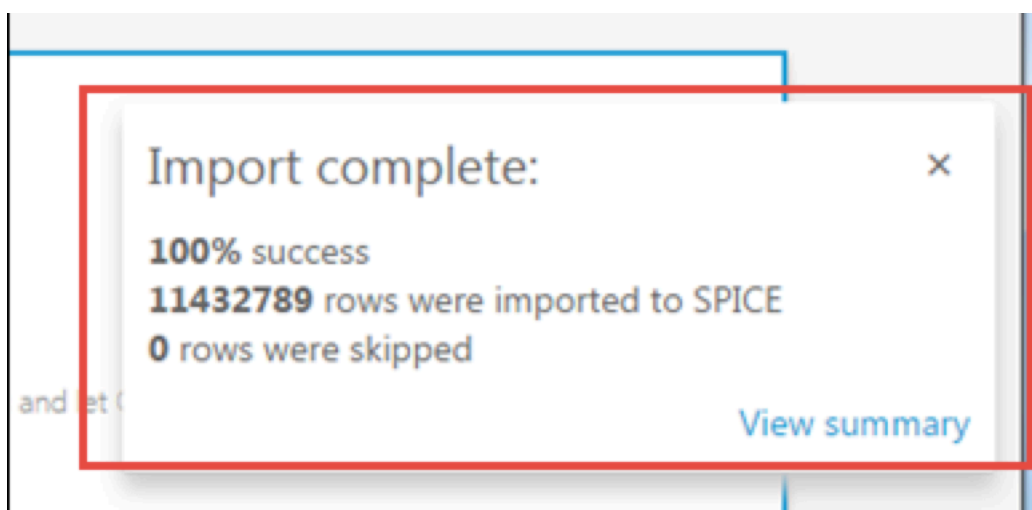 Import complete:
×
100% success
11432789 rows were imported to SPICE
0 rows were skipped
and let
View summary